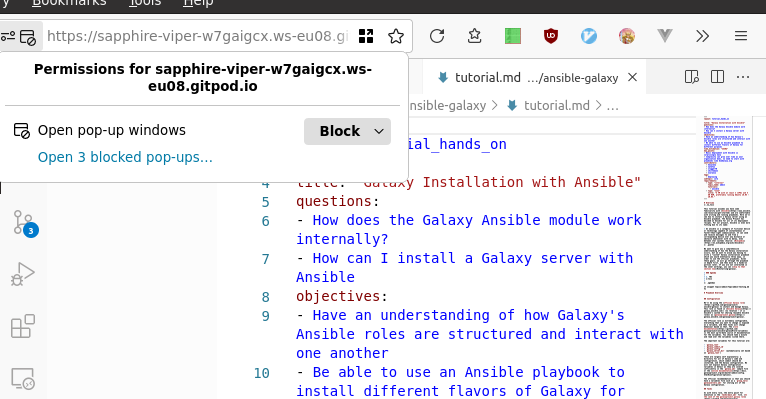 y Bookmarks Tools Help
https://sapphire-viper-w7gaigcx.ws-eu08.gi
Permissions for sapphire-viper-w7gaigcx.ws-
eu08.gitpod.io
Open pop-up windows Block
Open 3 blocked pop-ups…
tutorial.md …/ansible-galaxy
nsible-galaxy > tutorial.md > …
ial_hands_on
4 title: "Galaxy Installation with Ansible"
5 questions:
6 - How does the Galaxy Ansible module work
internally?
7 - How can I install a Galaxy server with
Ansible
8 objectives:
9 - Have an understanding of how Galaxy's
Ansible roles are structured and interact with
one another
10 - Be able to use an Ansible playbook to
install different flavors of Galaxy for
3